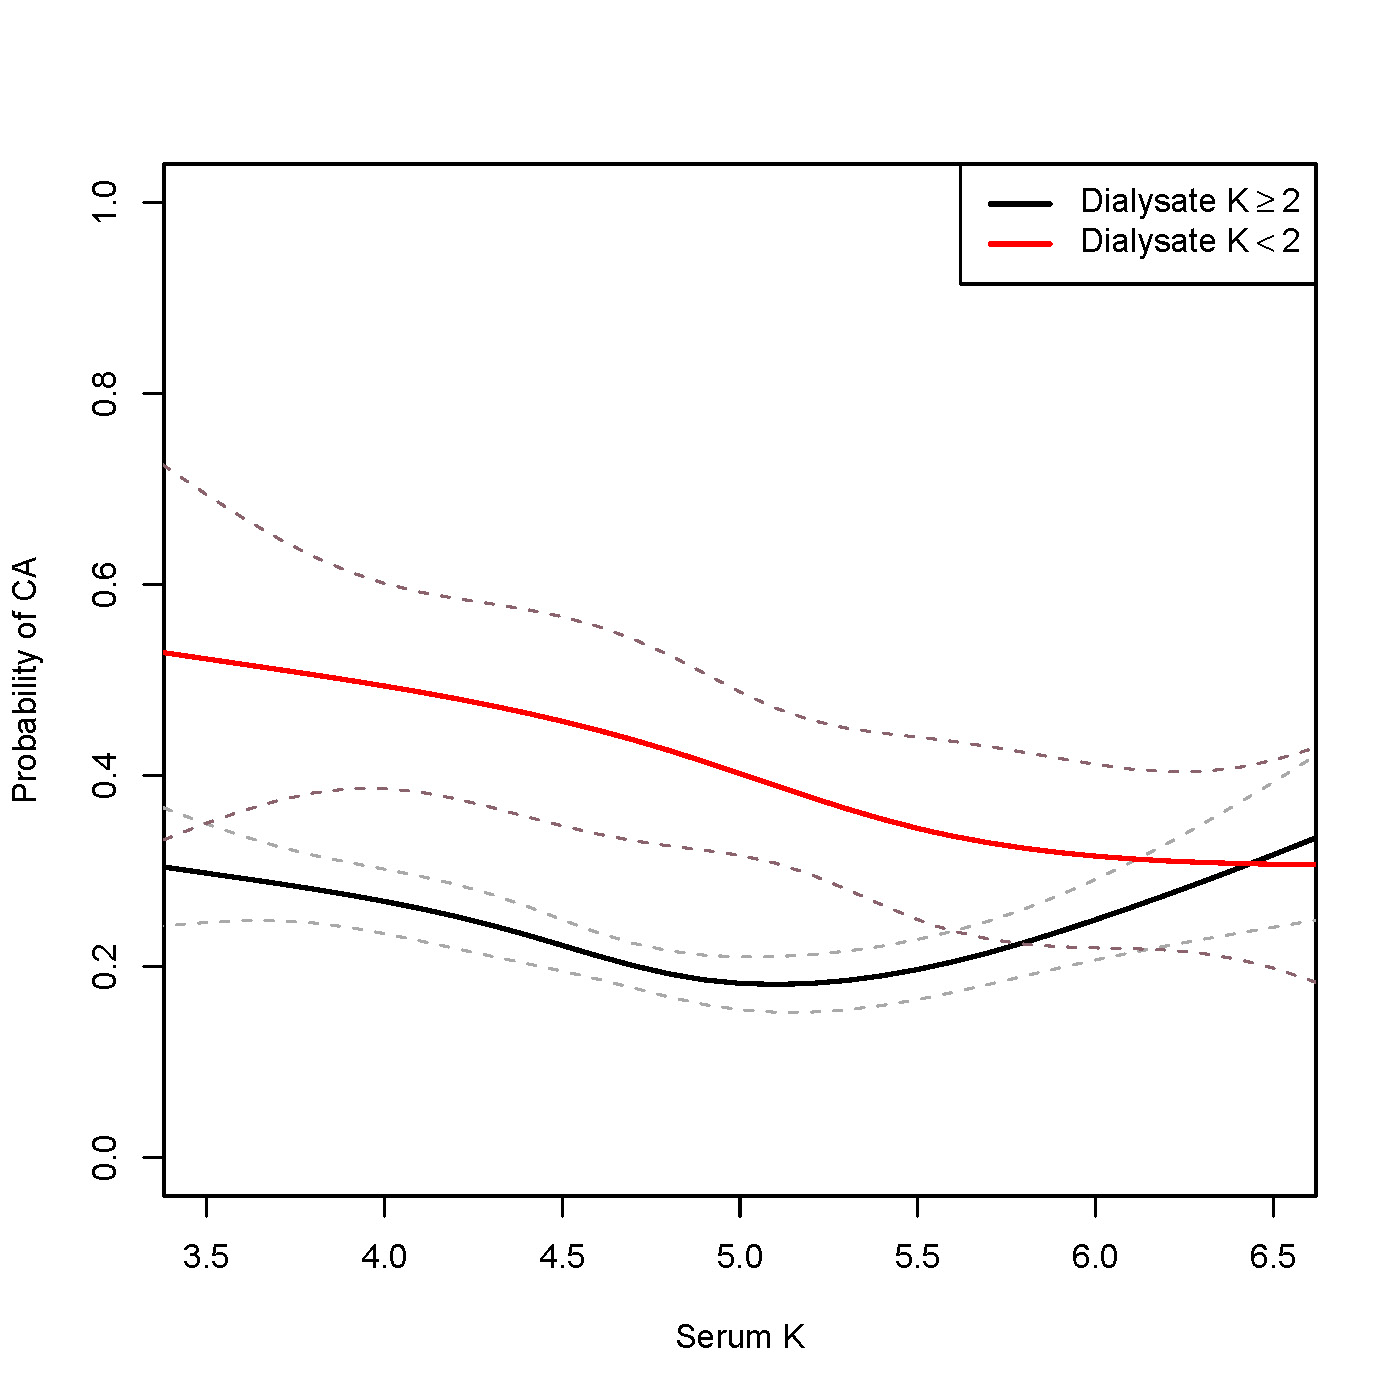 Dialysate K ≥ 2
Dialysate K < 2
Probability of CA
1.0
0.8
0.6
0.4
0.2
0.0
3.5 4.0 4.5 5.0 5.5 6.0 6.5
Serum K